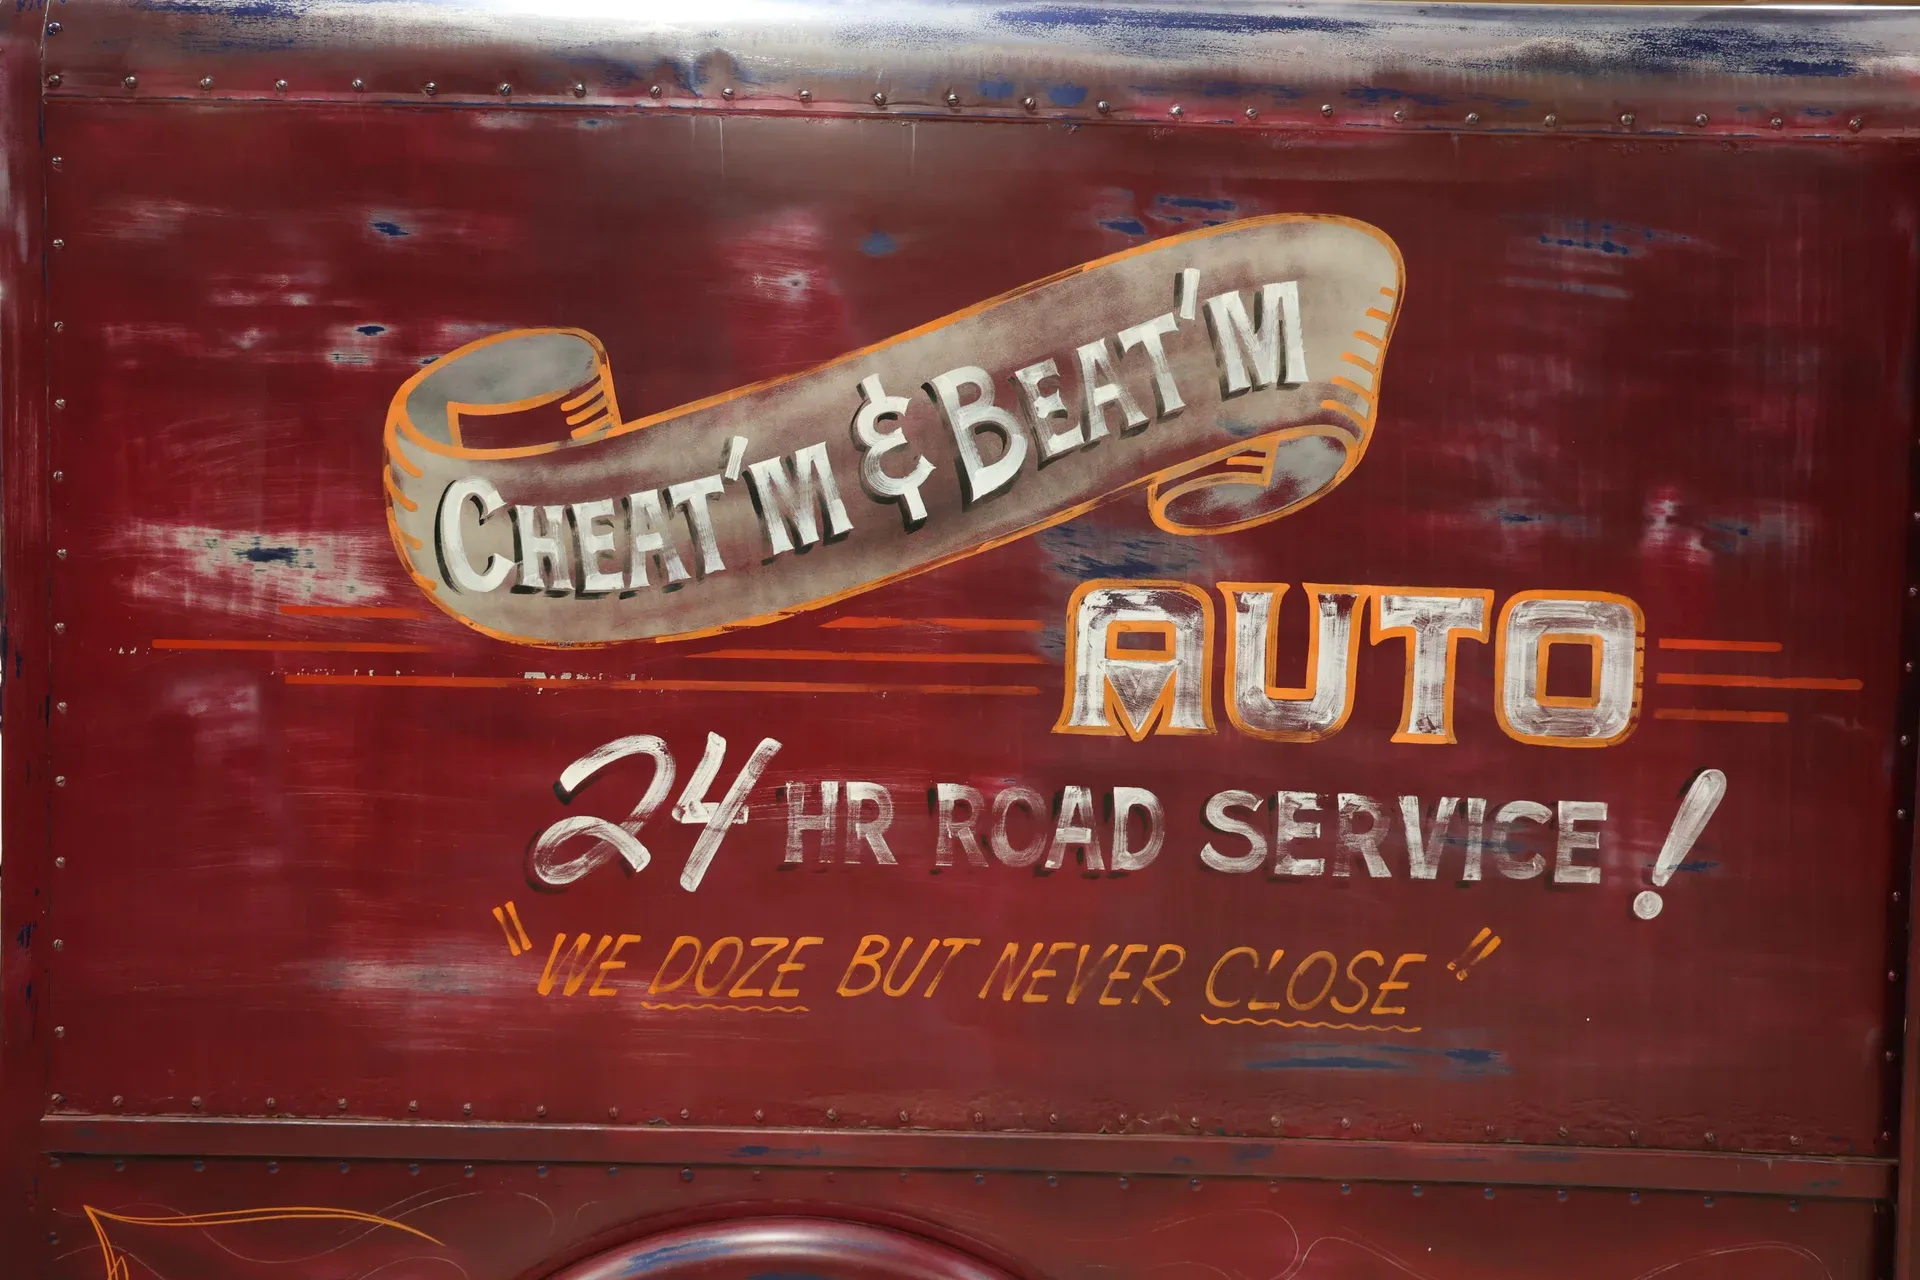 CHEAT'M & BEAT'M
AUTO
24 HR ROAD SERVICE!
"WE DOZE BUT NEVER CLOSE"